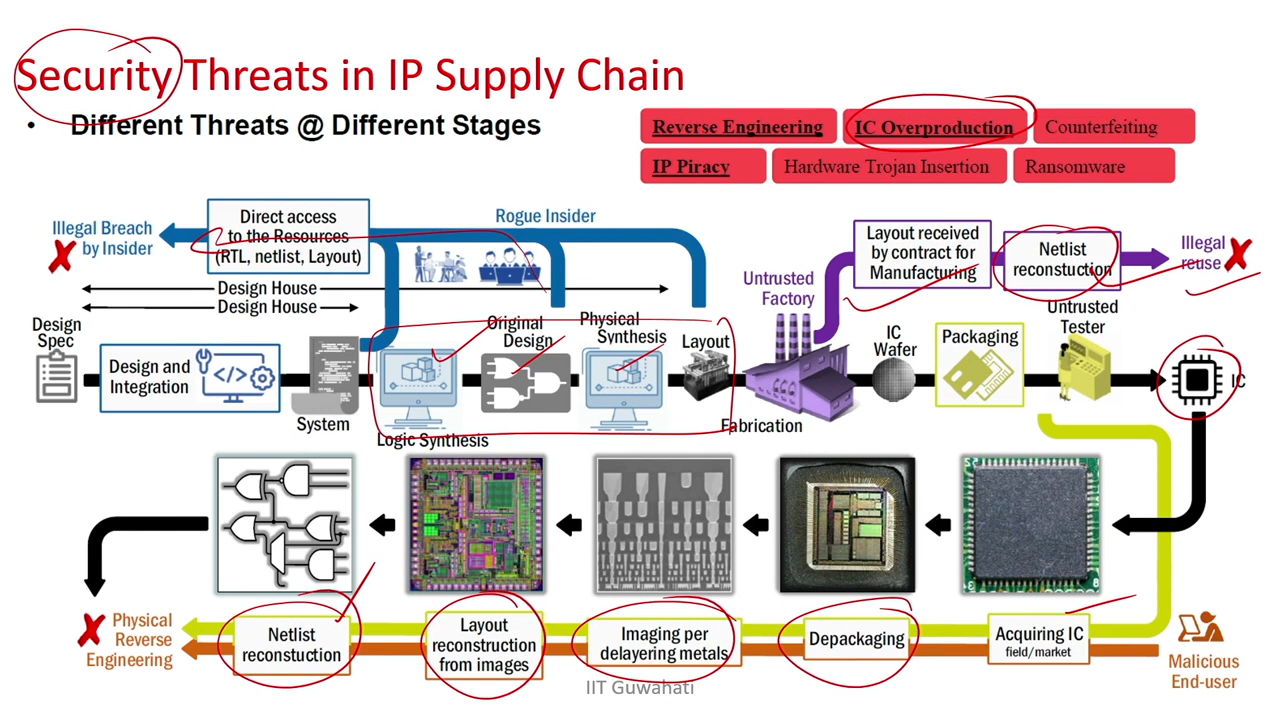 Security Threats in IP Supply Chain
• Different Threats @ Different Stages
Reverse Engineering
IC Overproduction
Counterfeiting
IP Piracy
Hardware Trojan Insertion
Ransomware
Illegal Breach
by Insider
Direct access
to the Resources
(RTL, netlist, Layout)
Rogue Insider
Design House
Design House
Untrusted
Factory
Layout received
by contract for
Manufacturing
Netlist
reconstuction
Illegal
reuse
Design
Spec
Design and
Integration
System
Logic Synthesis
Original
Design
Physical
Synthesis
Layout
Fabrication
IC
Wafer
Packaging
Untrusted
Tester
IC
Physical
Reverse
Engineering
Netlist
reconstuction
Layout
reconstruction
from images
Imaging per
delayering metals
Depackaging
Acquiring IC
field/market
Malicious
End-user
IIT Guwahati